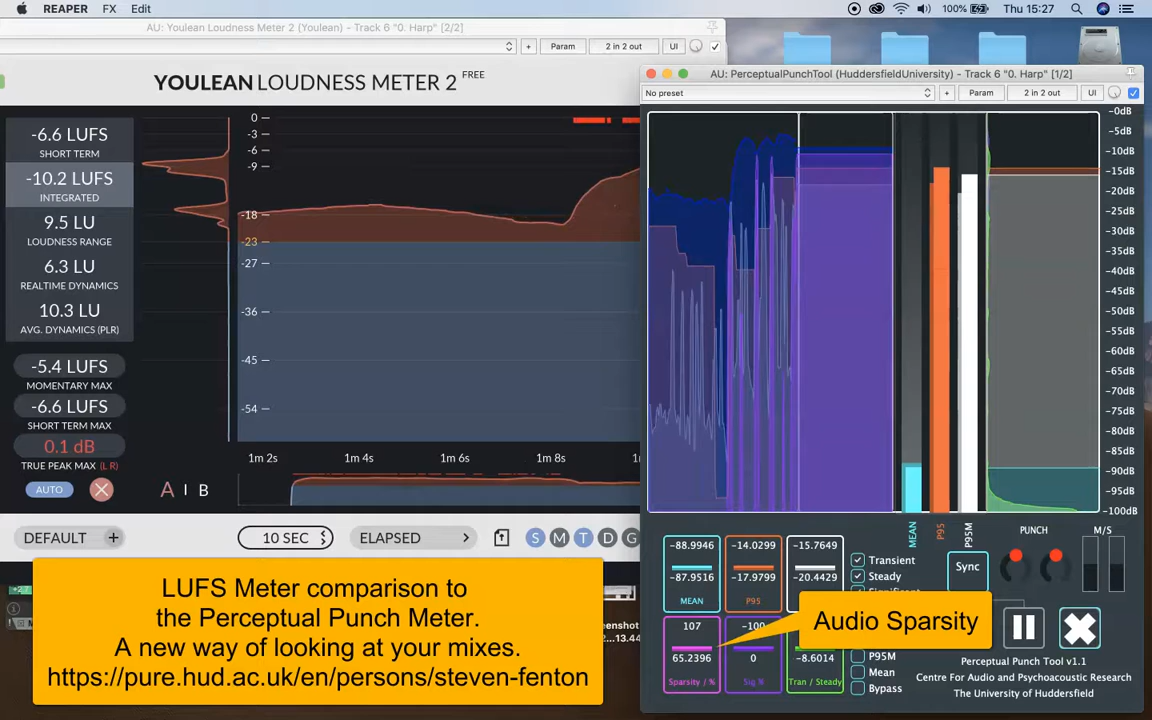 REAPER FX Edit
100% Thu 15:27
AU: Youlean Loudness Meter 2 (Youlean) - Track 6 "0. Harp" [2/2]
+ Param 2 in 2 out UI
YOULEAN LOUDNESS METER 2 FREE
-6.6 LUFS
SHORT TERM
-10.2 LUFS
INTEGRATED
9.5 LU
LOUDNESS RANGE
6.3 LU
REALTIME DYNAMICS
10.3 LU
AVG. DYNAMICS (PLR)
-5.4 LUFS
MOMENTARY MAX
-6.6 LUFS
SHORT TERM MAX
0.1 dB
TRUE PEAK MAX (L R)
AUTO
A I B
0
-3
-6
-9
-18
-23
-27
-36
-45
-54
1m 2s 1m 4s 1m 6s 1m 8s
DEFAULT +
10 SEC
ELAPSED
S M T D G
AU: PerceptualPunchTool (HuddersfieldUniversity) - Track 6 "0. Harp" [1/2]
No preset + Param 2 in 2 out UI
-0dB
-5dB
-10dB
-15dB
-20dB
-25dB
-30dB
-35dB
-40dB
-45dB
-50dB
-55dB
-60dB
-65dB
-70dB
-75dB
-80dB
-85dB
-90dB
-95dB
-100dB
MEAN P95 P95M
PUNCH M/S
-88.9946
-87.9516
MEAN
-14.0299
-17.9799
P95
-15.7649
-20.4429
Transient
Steady
Sync
107
65.2396
Sparsity / %
-100
0
Sig %
-8.6014
Tran / Steady
P95M
Mean
Bypass
Perceptual Punch Tool v1.1
Centre For Audio and Psychoacoustic Research
The University of Huddersfield
Audio Sparsity
LUFS Meter comparison to
the Perceptual Punch Meter.
A new way of looking at your mixes.
https://pure.hud.ac.uk/en/persons/steven-fenton